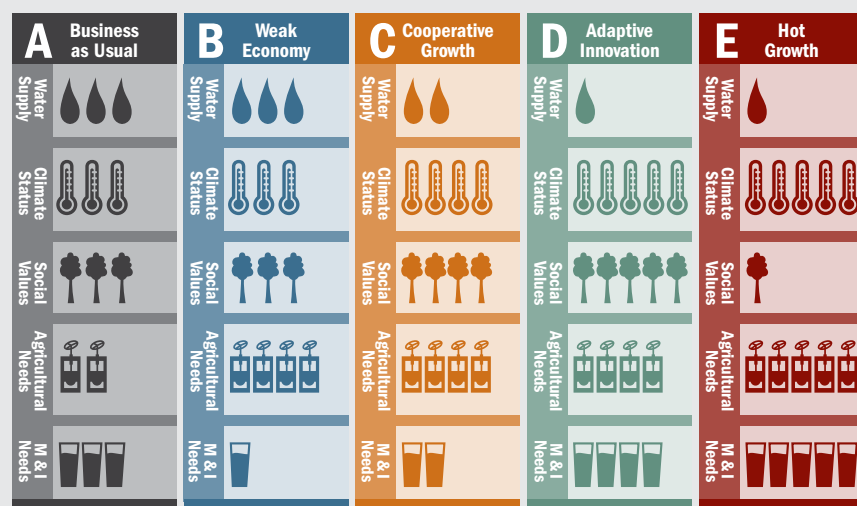 A
Business
as Usual
Water
Supply
Climate
Status
Social
Values
Agricultural
Needs
M & I
Needs
B
Weak
Economy
Water
Supply
Climate
Status
Social
Values
Agricultural
Needs
M & I
Needs
C
Cooperative
Growth
Water
Supply
Climate
Status
Social
Values
Agricultural
Needs
M & I
Needs
D
Adaptive
Innovation
Water
Supply
Climate
Status
Social
Values
Agricultural
Needs
M & I
Needs
E
Hot
Growth
Water
Supply
Climate
Status
Social
Values
Agricultural
Needs
M & I
Needs